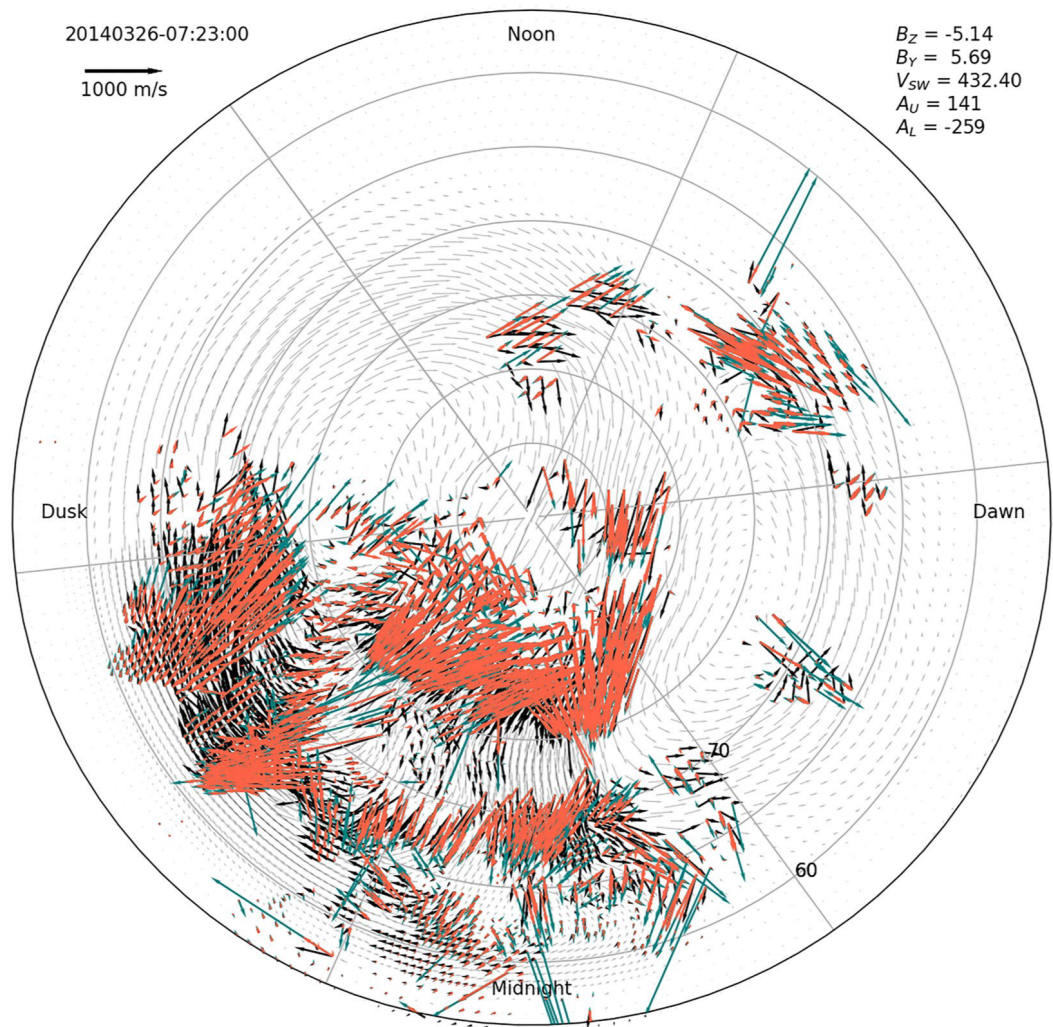 20140326-07:23:00
1000 m/s
Noon
B_Z = -5.14
B_Y = 5.69
V_SW = 432.40
A_U = 141
A_L = -259
Dusk
Dawn
70
60
Midnight